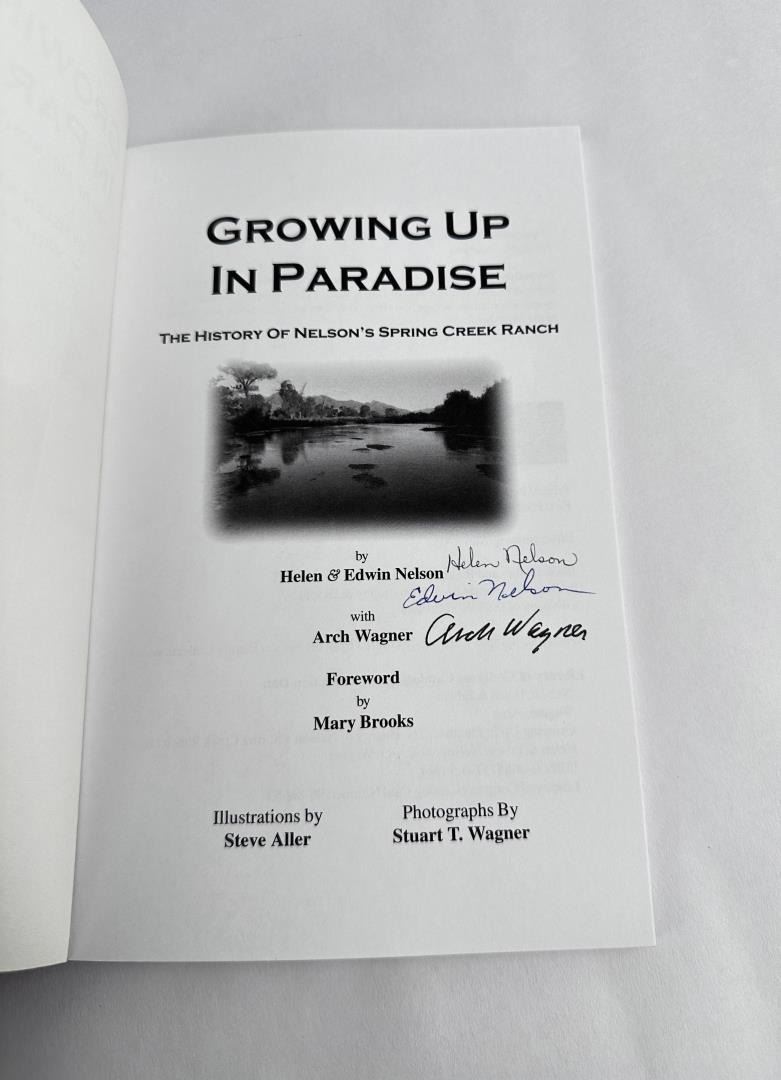 GROWING UP
IN PARADISE
THE HISTORY OF NELSON'S SPRING CREEK RANCH
by
Helen & Edwin Nelson Helen Nelson
Edwin Nelson
with
Arch Wagner Arch Wagner
Foreword
by
Mary Brooks
Illustrations by
Steve Aller
Photographs By
Stuart T. Wagner